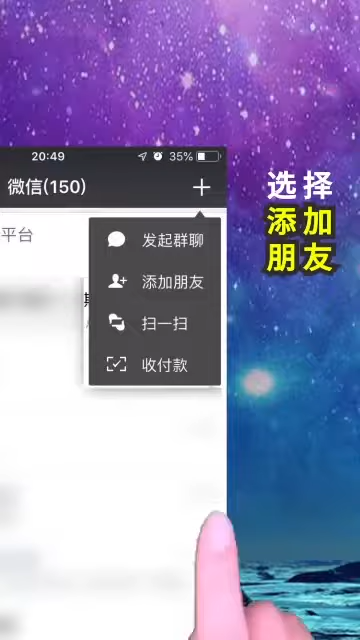 20:49
35%
微信(150)
平台
发起群聊
添加朋友
扫一扫
收付款
选择
添加
朋友